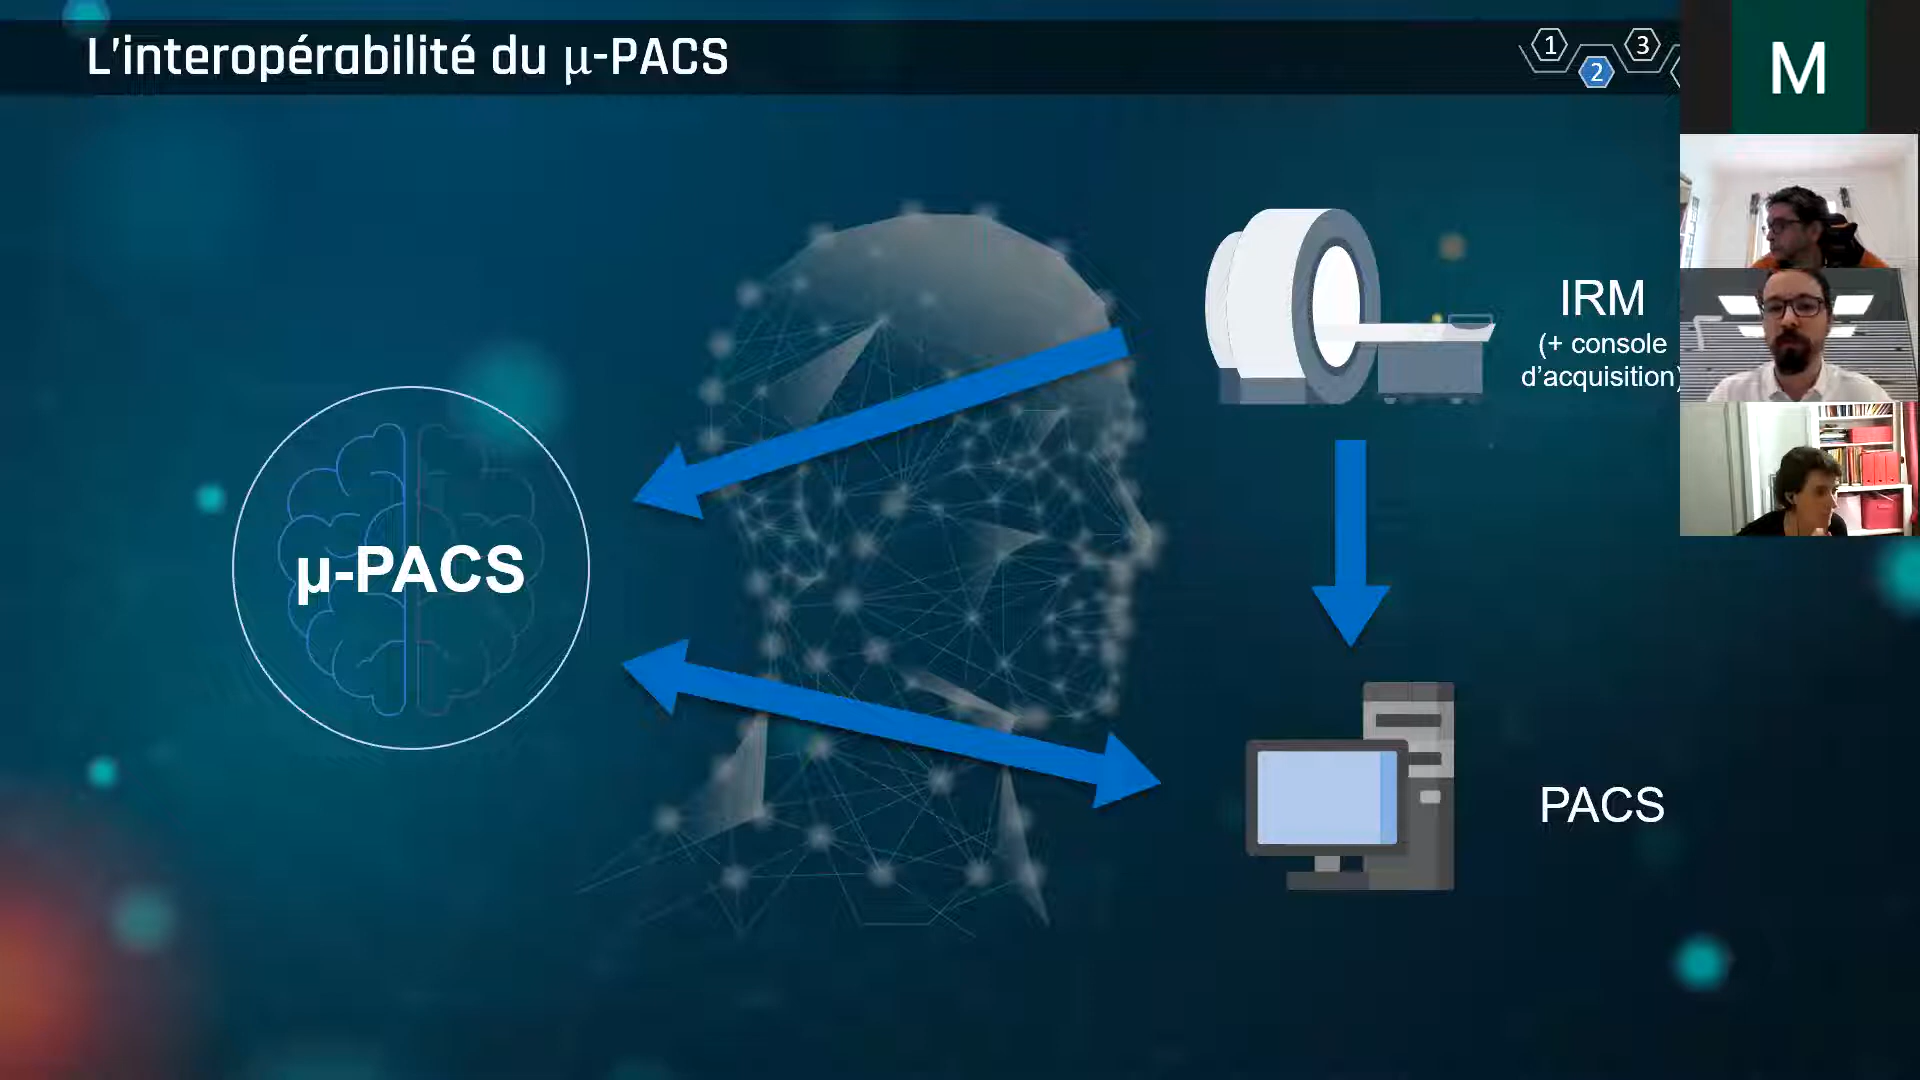 L'interopérabilité du µ-PACS
1
2
3
M
IRM
(+ console
d'acquisition)
µ-PACS
PACS